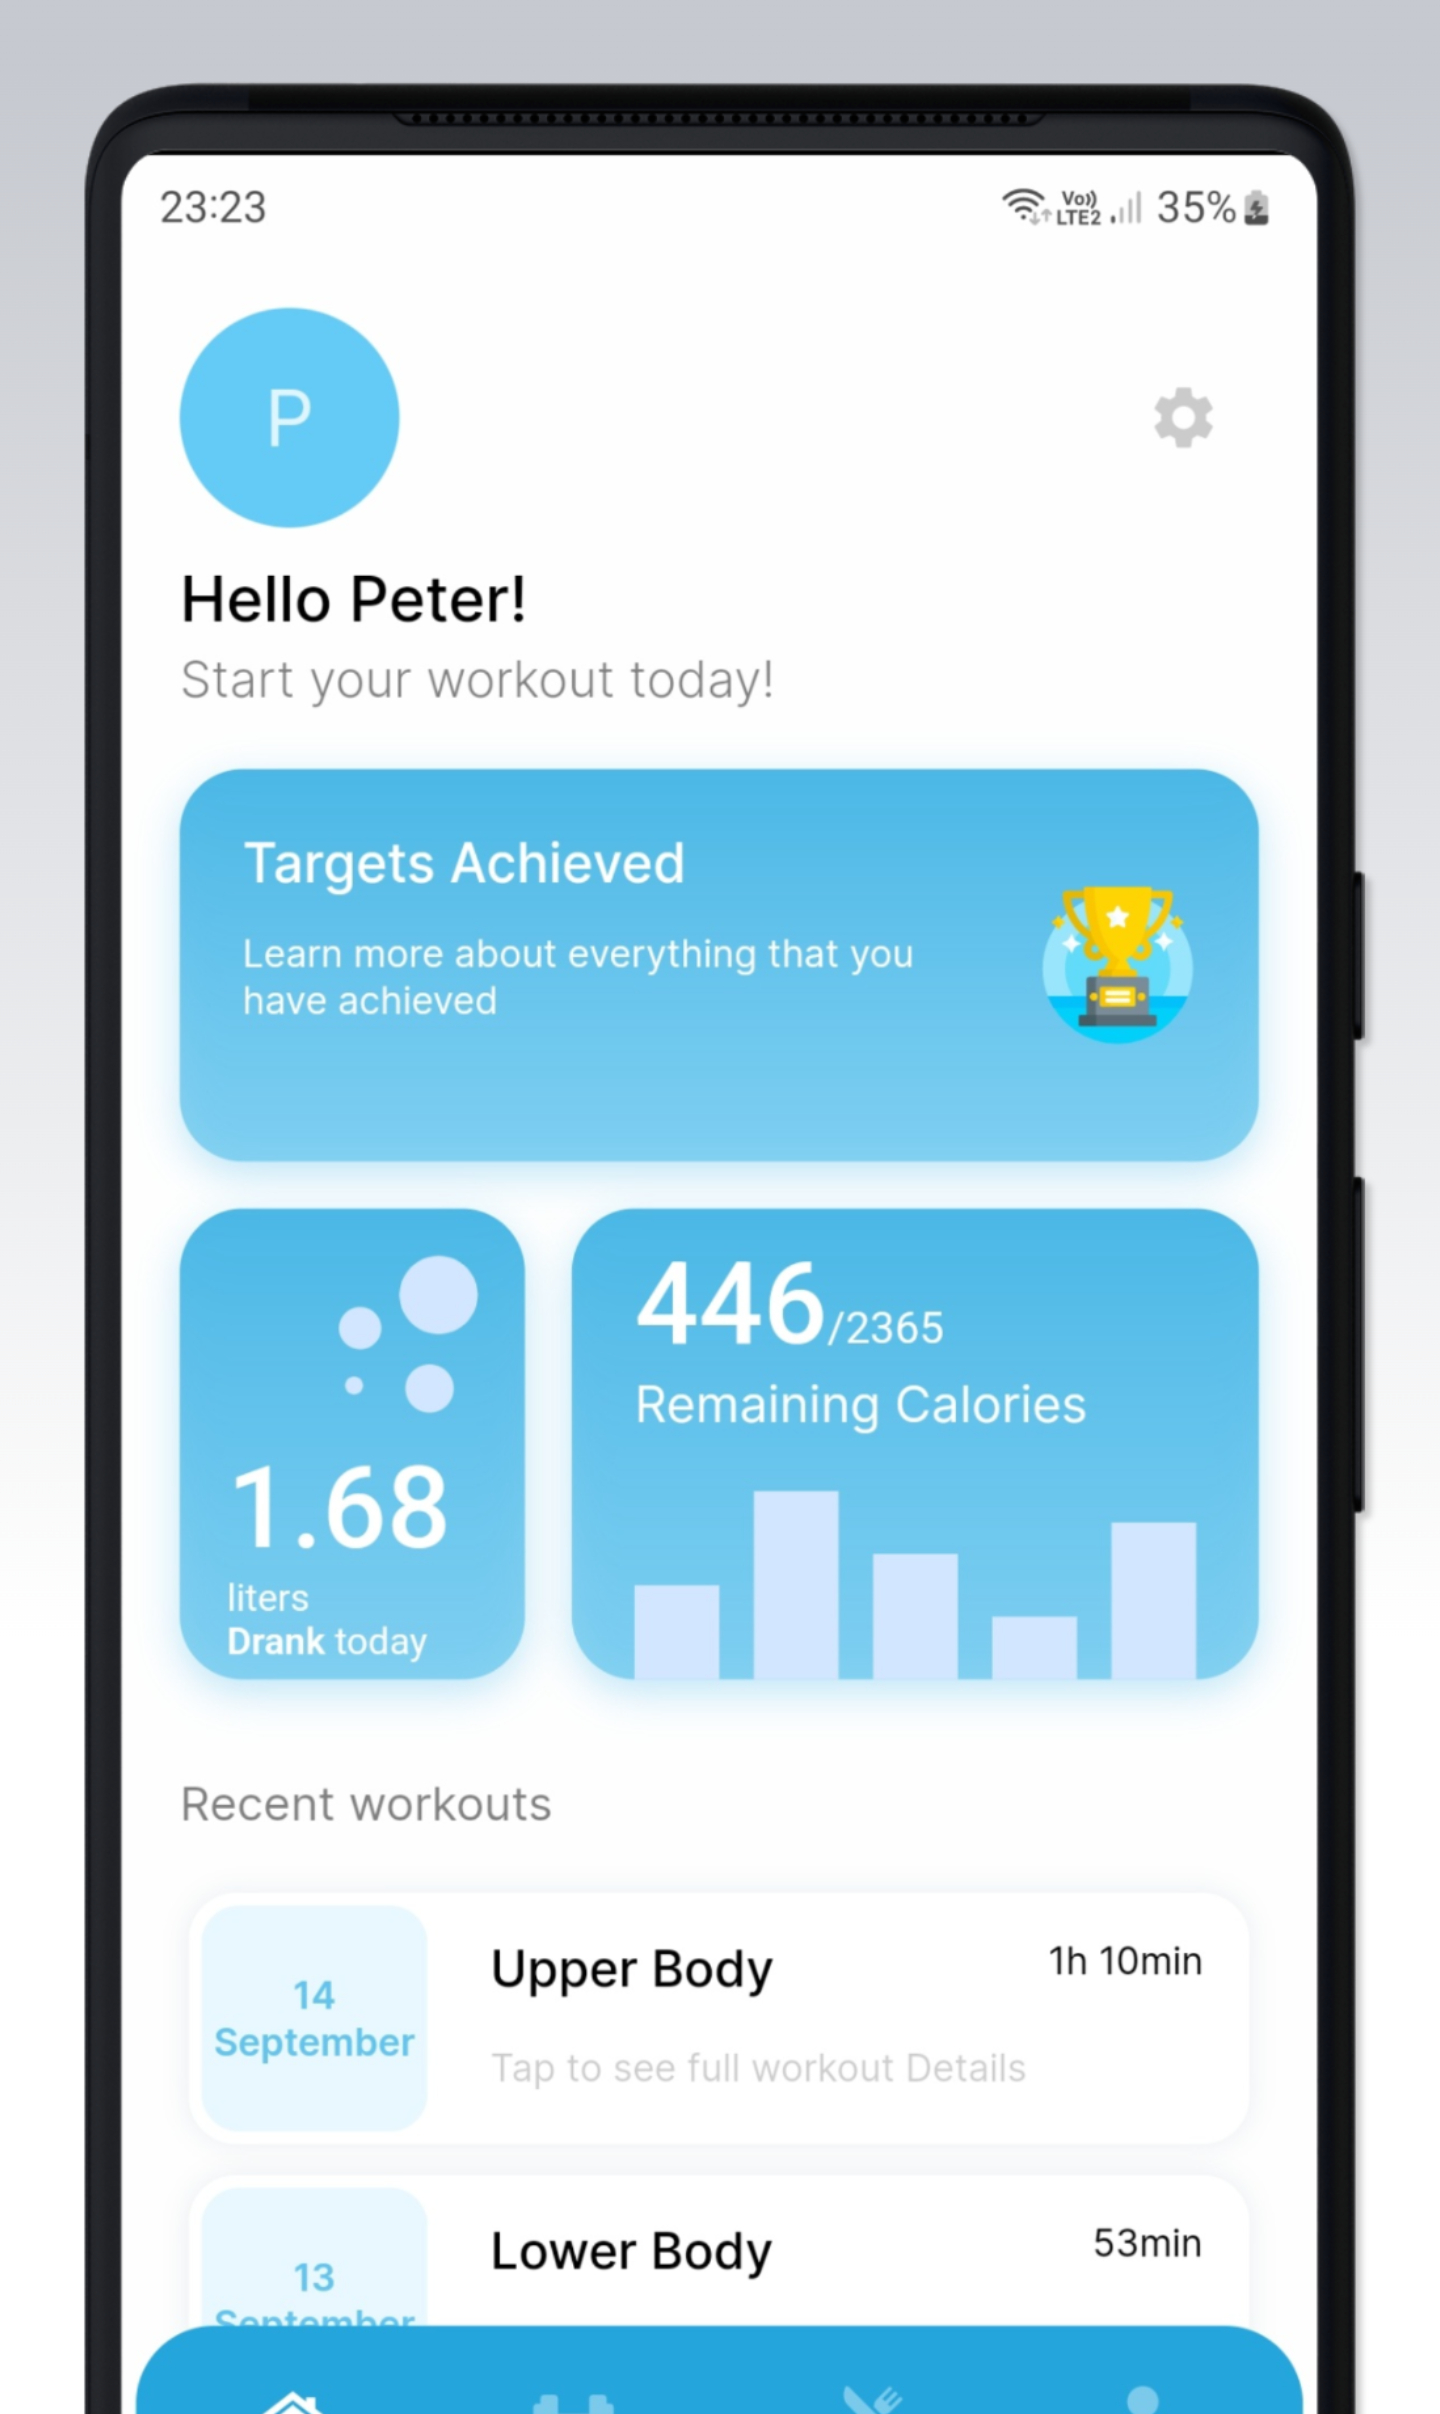 23:23
Vo))
LTE2
35%
P
Hello Peter!
Start your workout today!
Targets Achieved
Learn more about everything that you
have achieved
1.68
liters
Drank today
446/2365
Remaining Calories
Recent workouts
14
September
Upper Body
1h 10min
Tap to see full workout Details
13
September
Lower Body
53min